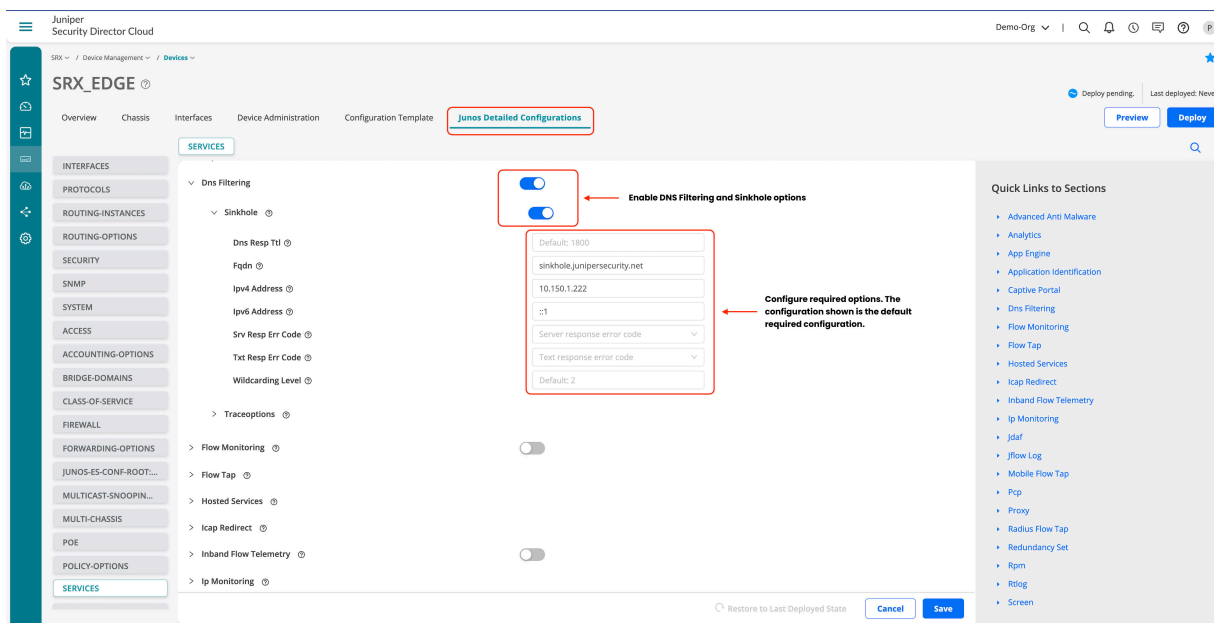 Juniper
Security Director Cloud
Demo-Org
P
SRX / Device Management / Devices
SRX_EDGE
Deploy pending. Last deployed: Neve
Overview Chassis Interfaces Device Administration Configuration Template Junos Detailed Configurations
Preview Deploy
SERVICES
INTERFACES
PROTOCOLS
ROUTING-INSTANCES
ROUTING-OPTIONS
SECURITY
SNMP
SYSTEM
ACCESS
ACCOUNTING-OPTIONS
BRIDGE-DOMAINS
CLASS-OF-SERVICE
FIREWALL
FORWARDING-OPTIONS
JUNOS-ES-CONF-ROOT:...
MULTICAST-SNOOPIN...
MULTI-CHASSIS
POE
POLICY-OPTIONS
SERVICES
Dns Filtering
Sinkhole
Enable DNS Filtering and Sinkhole options
Dns Resp Ttl Default: 1800
Fqdn sinkhole.junipersecurity.net
Ipv4 Address 10.150.1.222
Ipv6 Address ::1
Srv Resp Err Code Server response error code
Txt Resp Err Code Text response error code
Wildcarding Level Default: 2
Configure required options. The
configuration shown is the default
required configuration.
Traceoptions
Flow Monitoring
Flow Tap
Hosted Services
Icap Redirect
Inband Flow Telemetry
Ip Monitoring
Restore to Last Deployed State Cancel Save
Quick Links to Sections
Advanced Anti Malware
Analytics
App Engine
Application Identification
Captive Portal
Dns Filtering
Flow Monitoring
Flow Tap
Hosted Services
Icap Redirect
Inband Flow Telemetry
Ip Monitoring
Jdaf
Jflow Log
Mobile Flow Tap
Pcp
Proxy
Radius Flow Tap
Redundancy Set
Rpm
Rtlog
Screen